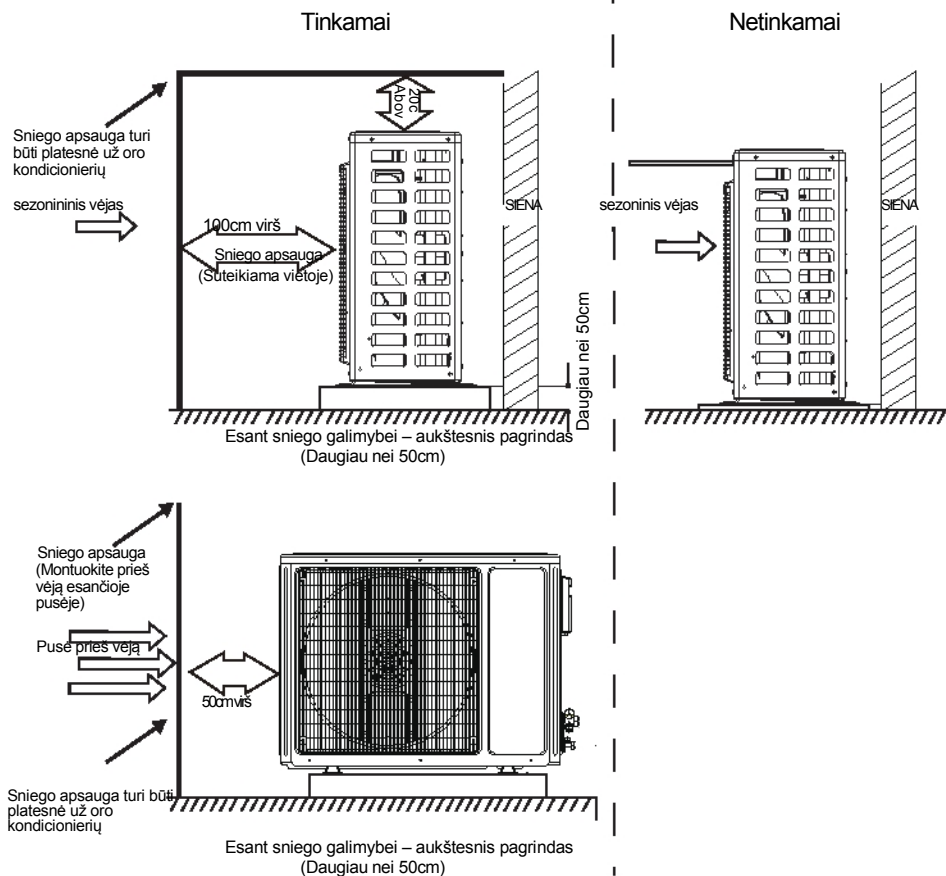 Tinkamai
Netinkamai
20c
Abov
Sniego apsauga turi
būti platesnė už oro
kondicionierių
sezonininis vėjas
100cm virš
Sniego apsauga
(Suteikiama vietoje)
SIENA
Daugiau nei 50cm
Esant sniego galimybei – aukštesnis pagrindas
(Daugiau nei 50cm)
sezoninis vėjas
SIENA
Sniego apsauga
(Montuokite prieš
vėją esančioje
pusėje)
Pusė prieš vėją
50cm virš
Sniego apsauga turi būti
platesnė už oro
kondicionierių
Esant sniego galimybei – aukštesnis pagrindas
(Daugiau nei 50cm)